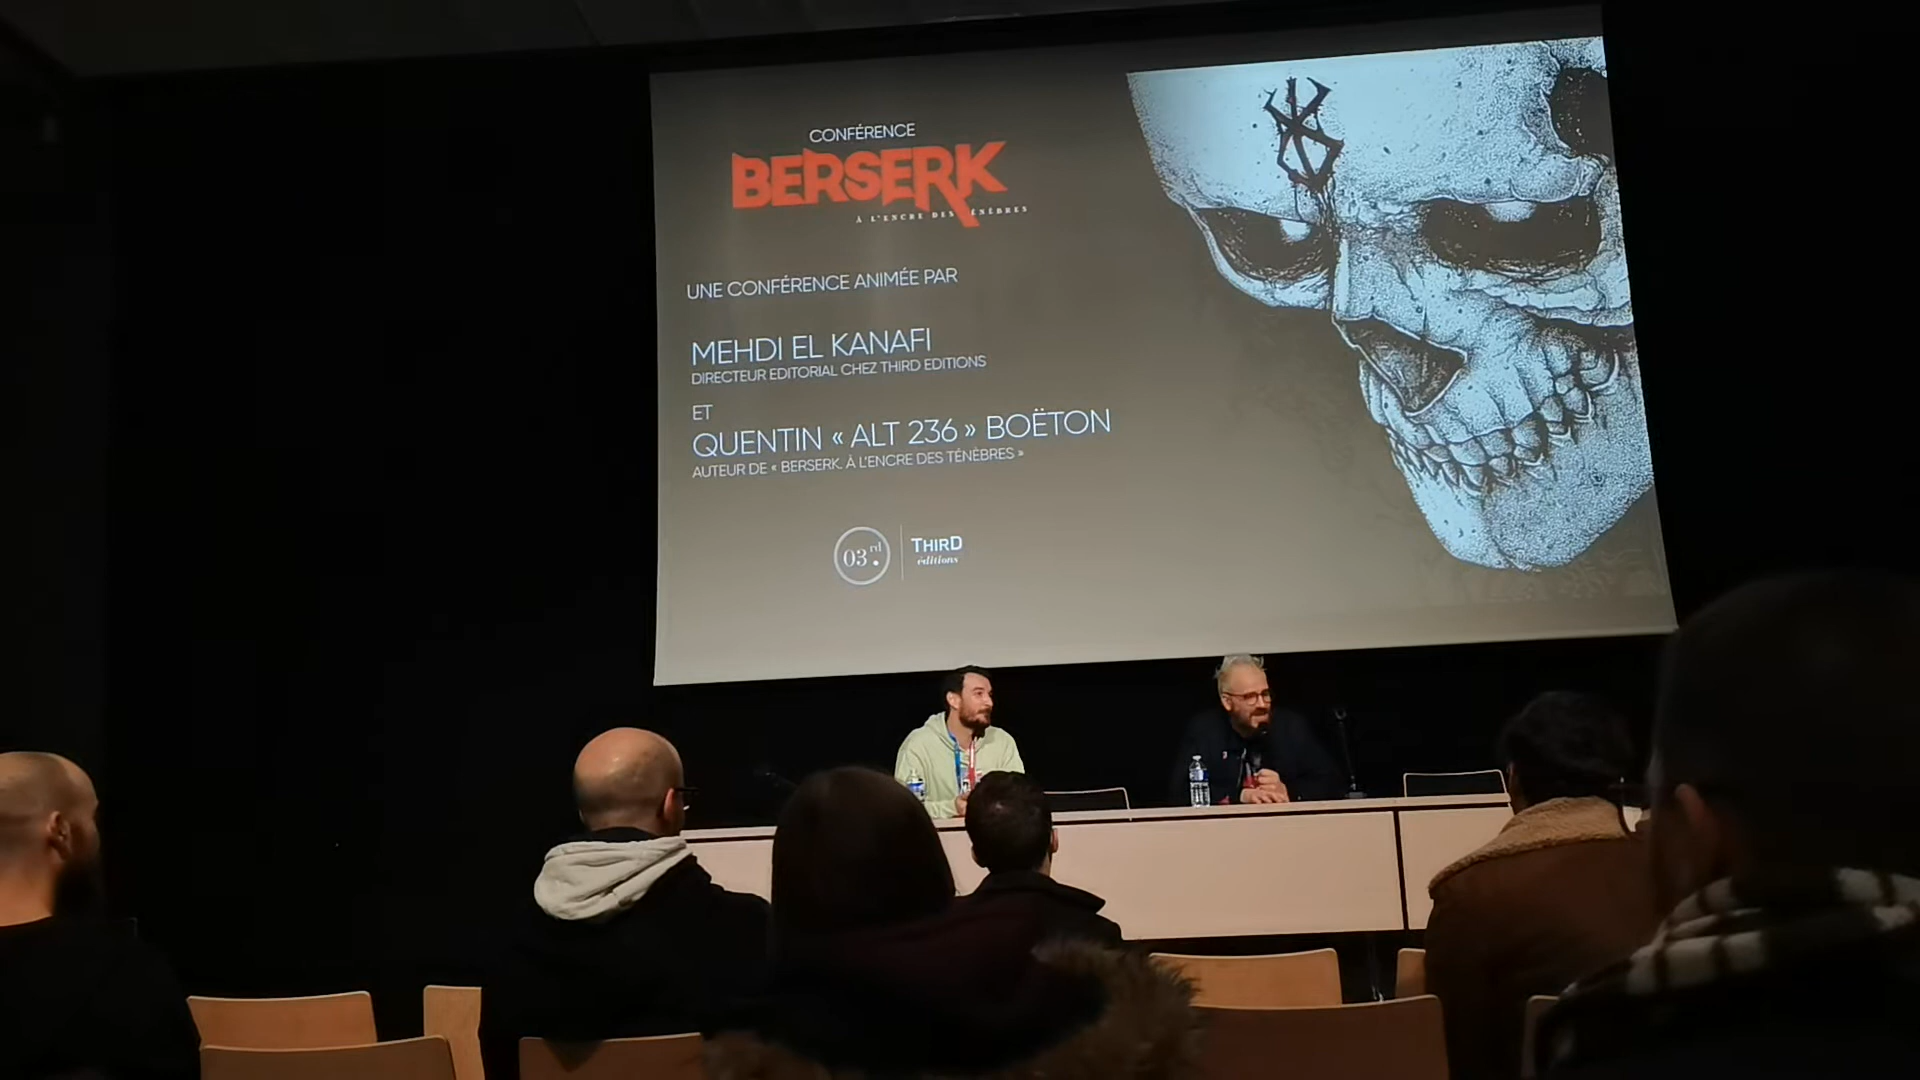 CONFÉRENCE
BERSERK
À L'ENCRE DES TÉNÈBRES
UNE CONFÉRENCE ANIMÉE PAR
MEHDI EL KANAFI
DIRECTEUR EDITORIAL CHEZ THIRD EDITIONS
ET
QUENTIN « ALT 236 » BOËTON
AUTEUR DE « BERSERK. À L'ENCRE DES TÉNÈBRES »
03rd.
THIRD
éditions